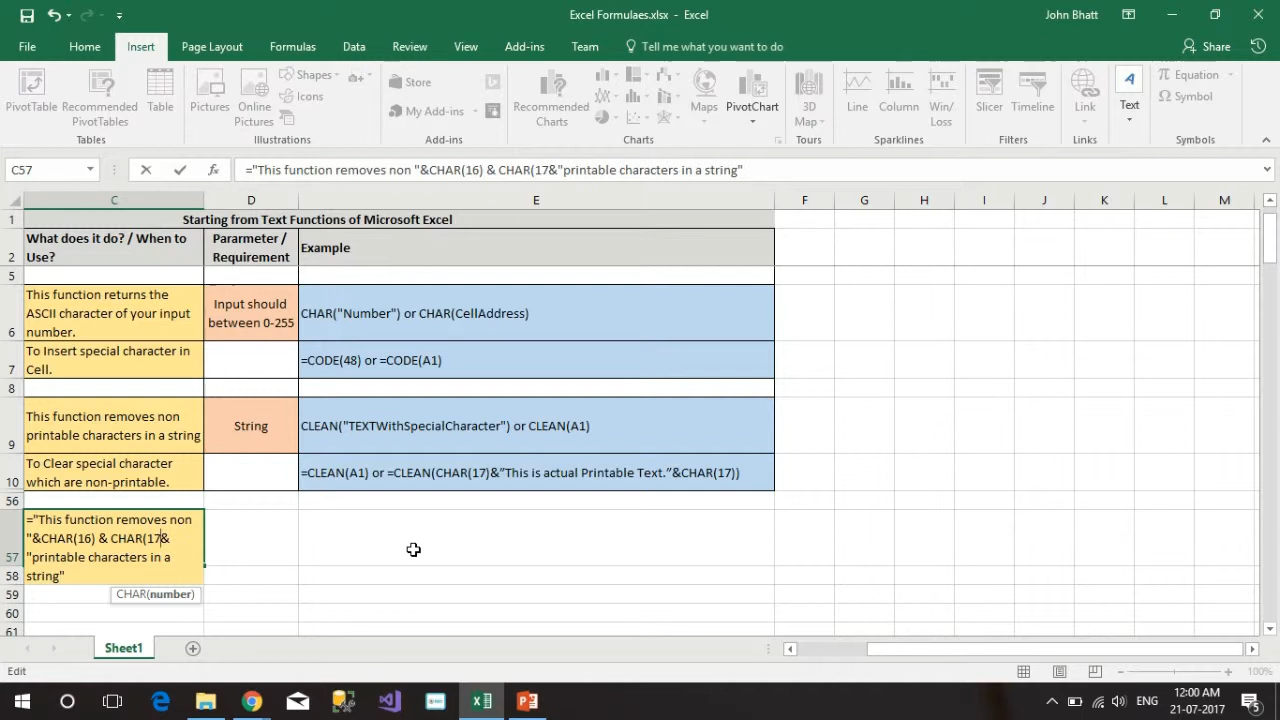 Excel Formulaes.xlsx - Excel
John Bhatt
File Home Insert Page Layout Formulas Data Review View Add-ins Team Tell me what you want to do Share
PivotTable Recommended PivotTables Table
Tables
Pictures Online Pictures Shapes Icons
Illustrations
Store
My Add-ins
Add-ins
Recommended Charts Maps PivotChart
Charts
3D Map
Tours
Line Column Win/ Loss
Sparklines
Slicer Timeline
Filters
Link
Links
Text
Equation
Symbol
Symbols
C57
fx
="This function removes non "&CHAR(16) & CHAR(17&"printable characters in a string"
C D E F G H I J K L M
1 Starting from Text Functions of Microsoft Excel
What does it do? / When to
Use?
Pararmeter /
Requirement
Example
2
5
This function returns the
ASCII character of your input
number.
Input should
between 0-255
CHAR("Number") or CHAR(CellAddress)
6
To Insert special character in
Cell.
=CODE(48) or =CODE(A1)
7
8
This function removes non
printable characters in a string
String
CLEAN("TEXTWithSpecialCharacter") or CLEAN(A1)
9
To Clear special character
which are non-printable.
=CLEAN(A1) or =CLEAN(CHAR(17)&"This is actual Printable Text."&CHAR(17))
10
56
="This function removes non
"&CHAR(16) & CHAR(17&
"printable characters in a
string"
57
58
59
CHAR(number)
60
61
Sheet1
Edit
100%
ENG
12:00 AM
21-07-2017
5